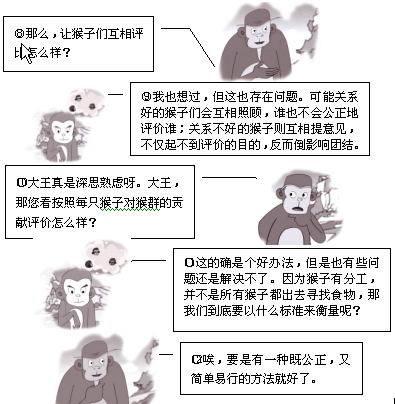 ⑧那么，让猴子们互相评
比怎么样？
⑨我也想过，但这也存在问题。可能关系
好的猴子们会互相照顾，谁也不会公正地
评价谁；关系不好的猴子则互相提意见，
不仅起不到评价的目的，反而倒影响团结。
⑩大王真是深思熟虑呀。大王，
那您看按照每只猴子对猴群的贡
献评价怎么样？
这的确是个好办法，但是也有些问
题还是解决不了。因为猴子有分工，
并不是所有猴子都出去寻找食物，那
我们到底要以什么标准来衡量呢？
唉，要是有一种既公正，又
简单易行的方法就好了。